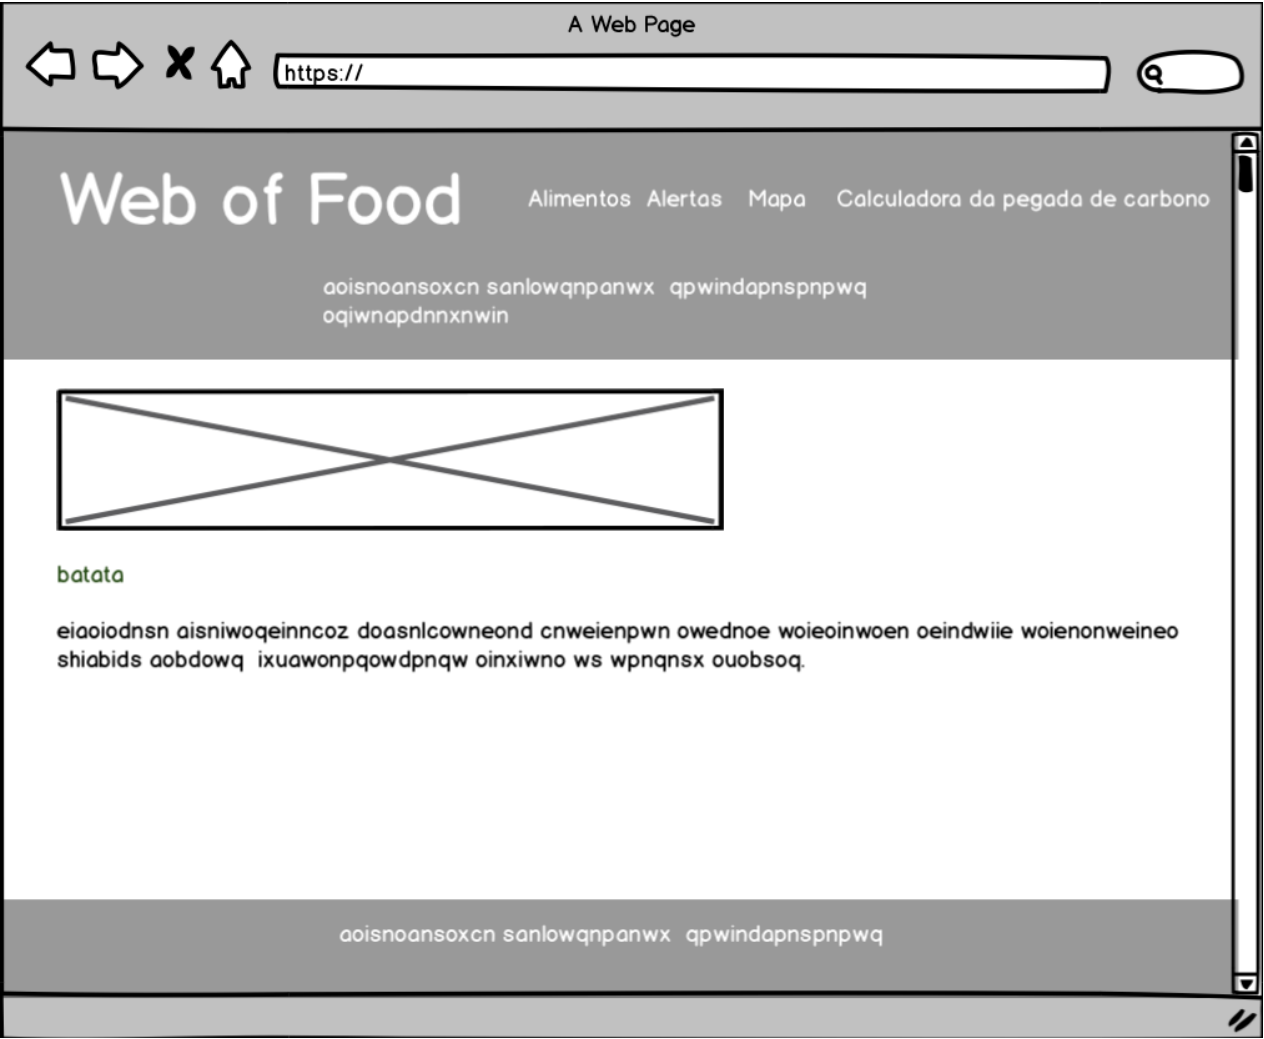 A Web Page
https://
Web of Food
Alimentos Alertas Mapa Calculadora da pegada de carbono
aoisnoansoxcn sanlowqnpanwx qpwindapnspnpwq
oqiwnapdnnxnwin
batata
eiaoiodnsn aisniwoqeinncoz doasnlcowneond cnweienpwn owednoe woieoinwoen oeindwiie woienonweineo
shiabids aobdowq ixuawonpqowdpnqw oinxiwno ws wpnqnsx ouobsoq.
aoisnoansoxcn sanlowqnpanwx qpwindapnspnpwq